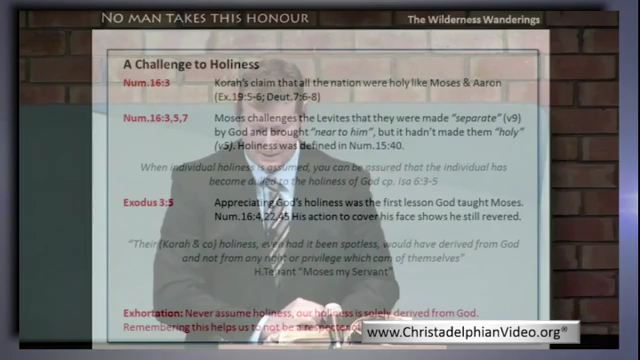 NO MAN TAKES THIS HONOUR
The Wilderness Wanderings
A Challenge to Holiness
Num.16:3 Korah's claim that all the nation were holy like Moses & Aaron
(Ex.19:5-6; Deut.7:6-8)
Num.16:3,5,7 Moses challenges the Levites that they were made "separate" (v9)
by God and brought "near to him", but it hadn't made them "holy"
(v5). Holiness was defined in Num.15:40.
When individual holiness is assumed, you can be assured that the individual has
become dulled to the holiness of God cp. Isa 6:3-5
Exodus 3:5 Appreciating God's holiness was the first lesson God taught Moses.
Num.16:4,22,45 His action to cover his face shows he still revered.
"Their [Korah & co] holiness, even had it been spotless, would have derived from God
and not from any right or privilege which cam of themselves"
H.Tennant "Moses my Servant"
Exhortation: Never assume holiness, our holiness is solely derived from God.
Remembering this helps us to not be a respecter of
www.ChristadelphianVideo.org®